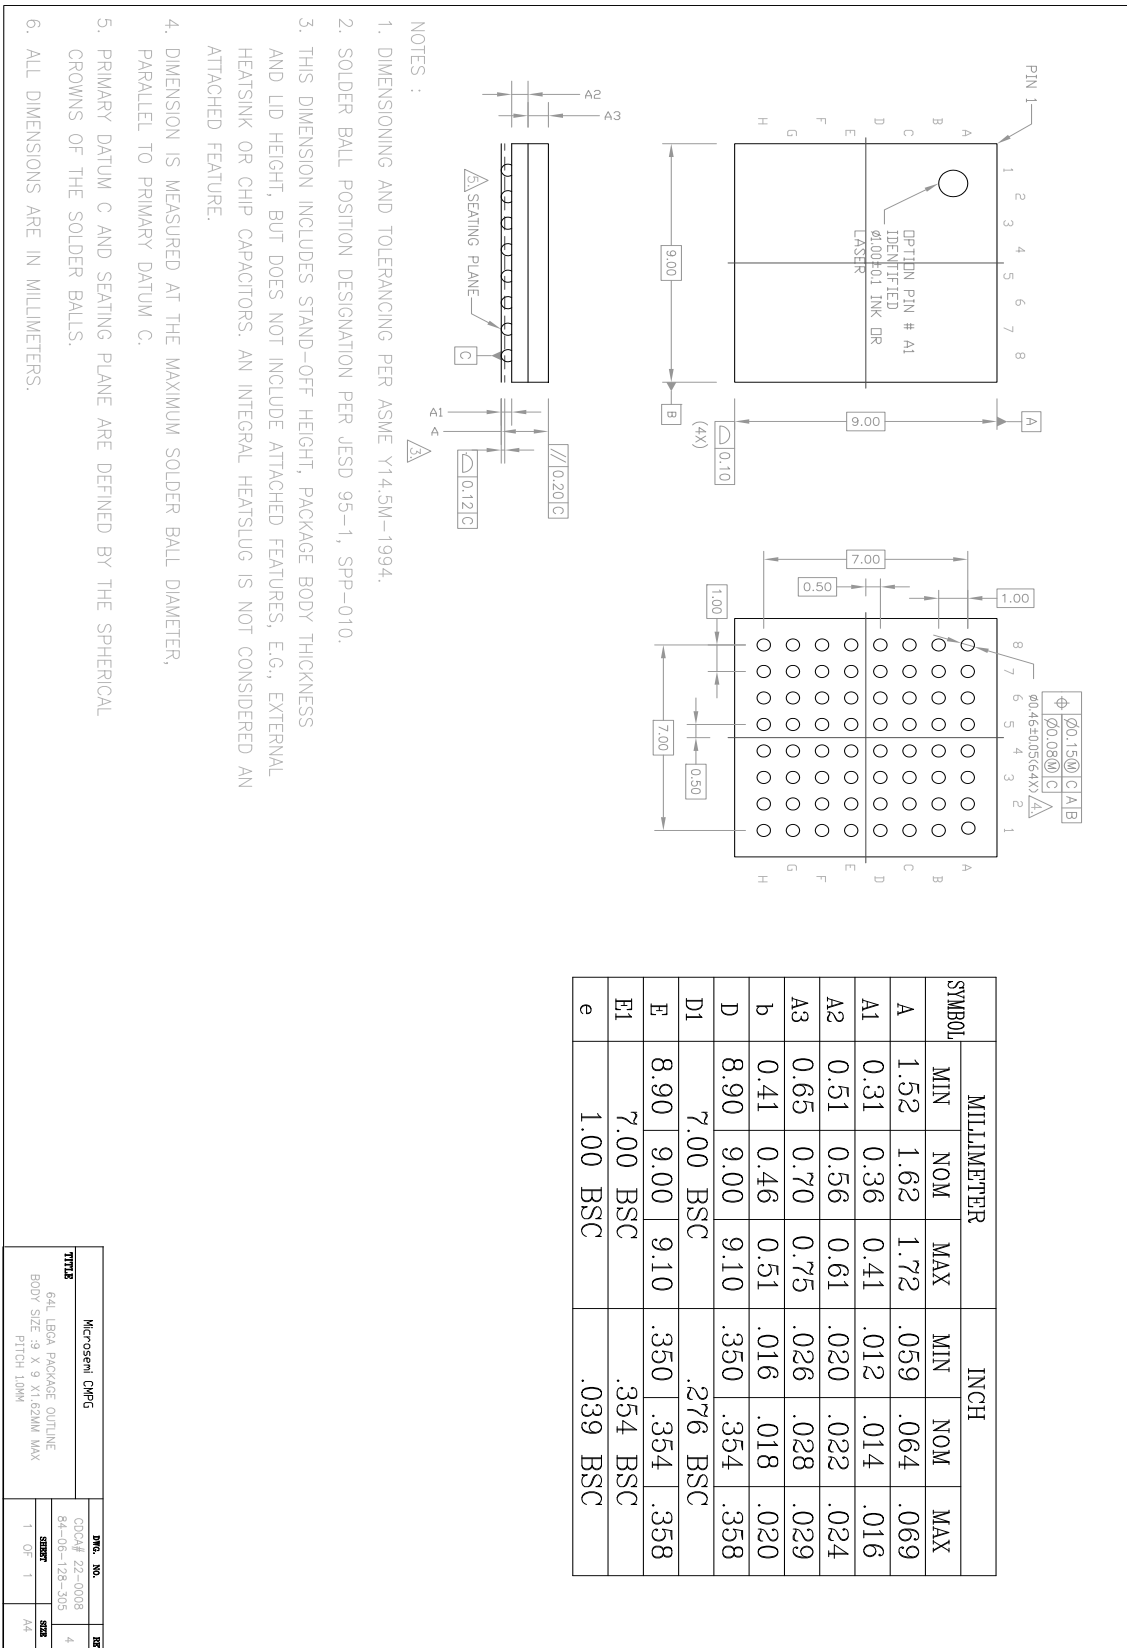 PIN 1
1 2 3 4 5 6 7 8
A
B
C
D
E
F
G
H
OPTION PIN # A1
IDENTIFIED
Ø1.00±0.1 INK OR
LASER
9.00
A
9.00
B
0.10
(4X)
A2
A3
5. SEATING PLANE
C
A1
A
3.
// 0.20 C
0.12 C
7.00
0.50
1.00
1.00
Ø0.15Ⓜ C A B
Ø0.08Ⓜ C
Ø0.46±0.05(64X) 4.
8 7 6 5 4 3 2 1
A
B
C
D
E
F
G
H
0.50
7.00
SYMBOL MILLIMETER INCH
MIN NOM MAX MIN NOM MAX
A 1.52 1.62 1.72 .059 .064 .069
A1 0.31 0.36 0.41 .012 .014 .016
A2 0.51 0.56 0.61 .020 .022 .024
A3 0.65 0.70 0.75 .026 .028 .029
b 0.41 0.46 0.51 .016 .018 .020
D 8.90 9.00 9.10 .350 .354 .358
D1 7.00 BSC .276 BSC
E 8.90 9.00 9.10 .350 .354 .358
E1 7.00 BSC .354 BSC
e 1.00 BSC .039 BSC
NOTES :
1. DIMENSIONING AND TOLERANCING PER ASME Y14.5M-1994.
2. SOLDER BALL POSITION DESIGNATION PER JESD 95-1, SPP-010.
3. THIS DIMENSION INCLUDES STAND-OFF HEIGHT, PACKAGE BODY THICKNESS
AND LID HEIGHT, BUT DOES NOT INCLUDE ATTACHED FEATURES, E.G., EXTERNAL
HEATSINK OR CHIP CAPACITORS. AN INTEGRAL HEATSLUG IS NOT CONSIDERED AN
ATTACHED FEATURE.
4. DIMENSION IS MEASURED AT THE MAXIMUM SOLDER BALL DIAMETER,
PARALLEL TO PRIMARY DATUM C.
5. PRIMARY DATUM C AND SEATING PLANE ARE DEFINED BY THE SPHERICAL
CROWNS OF THE SOLDER BALLS.
6. ALL DIMENSIONS ARE IN MILLIMETERS.
Microsemi CMPG
TITLE
64L LBGA PACKAGE OUTLINE
BODY SIZE :9 X 9 X1.62MM MAX
PITCH 1.0MM
DWG. NO.
CDCA# 22-0008
84-06-128-305
4
SHEET
1 OF 1
SIZE
A4